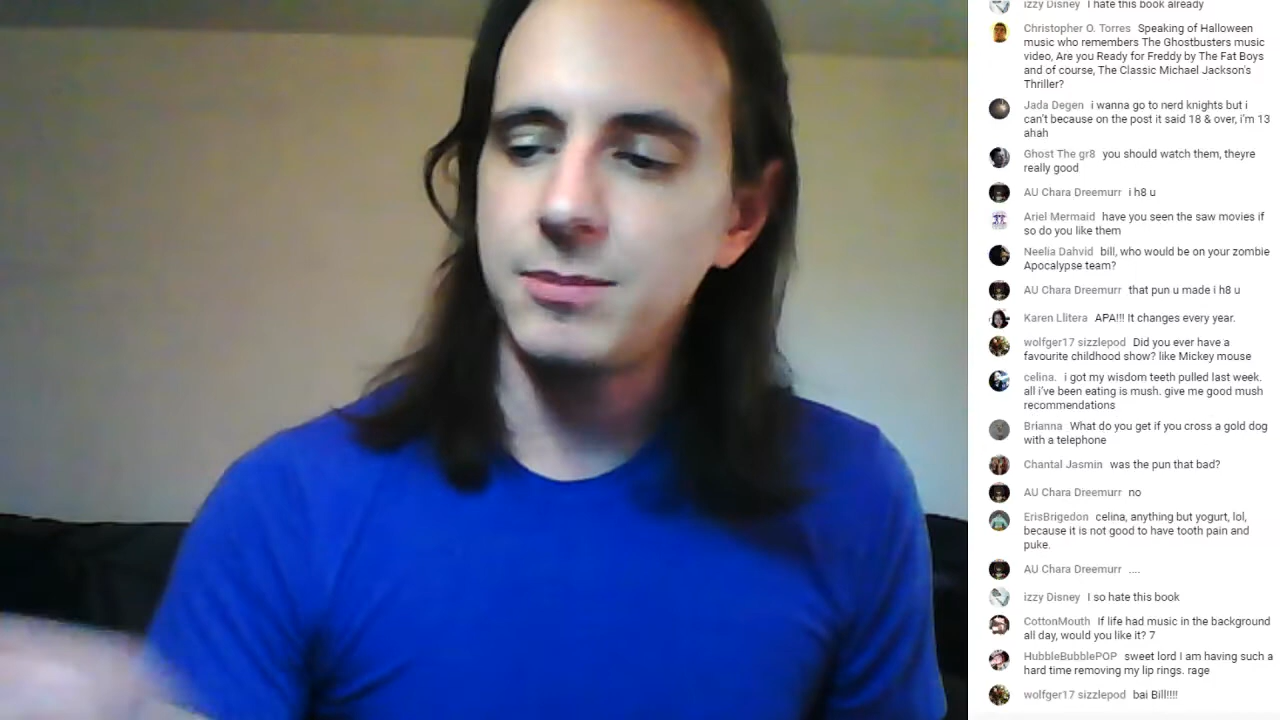 izzy Disney I hate this book already
Christopher O. Torres Speaking of Halloween
music who remembers The Ghostbusters music
video, Are you Ready for Freddy by The Fat Boys
and of course, The Classic Michael Jackson's
Thriller?
Jada Degen i wanna go to nerd knights but i
can't because on the post it said 18 & over, i'm 13
ahah
Ghost The gr8 you should watch them, theyre
really good
AU Chara Dreemurr i h8 u
Ariel Mermaid have you seen the saw movies if
so do you like them
Neelia Dahvid bill, who would be on your zombie
Apocalypse team?
AU Chara Dreemurr that pun u made i h8 u
Karen Llitera APA!!! It changes every year.
wolfger17 sizzlepod Did you ever have a
favourite childhood show? like Mickey mouse
celina. i got my wisdom teeth pulled last week.
all i've been eating is mush. give me good mush
recommendations
Brianna What do you get if you cross a gold dog
with a telephone
Chantal Jasmin was the pun that bad?
AU Chara Dreemurr no
ErisBrigedon celina, anything but yogurt, lol,
because it is not good to have tooth pain and
puke.
AU Chara Dreemurr ....
izzy Disney I so hate this book
CottonMouth If life had music in the background
all day, would you like it? 7
HubbleBubblePOP sweet lord I am having such a
hard time removing my lip rings. rage
wolfger17 sizzlepod bai Bill!!!!